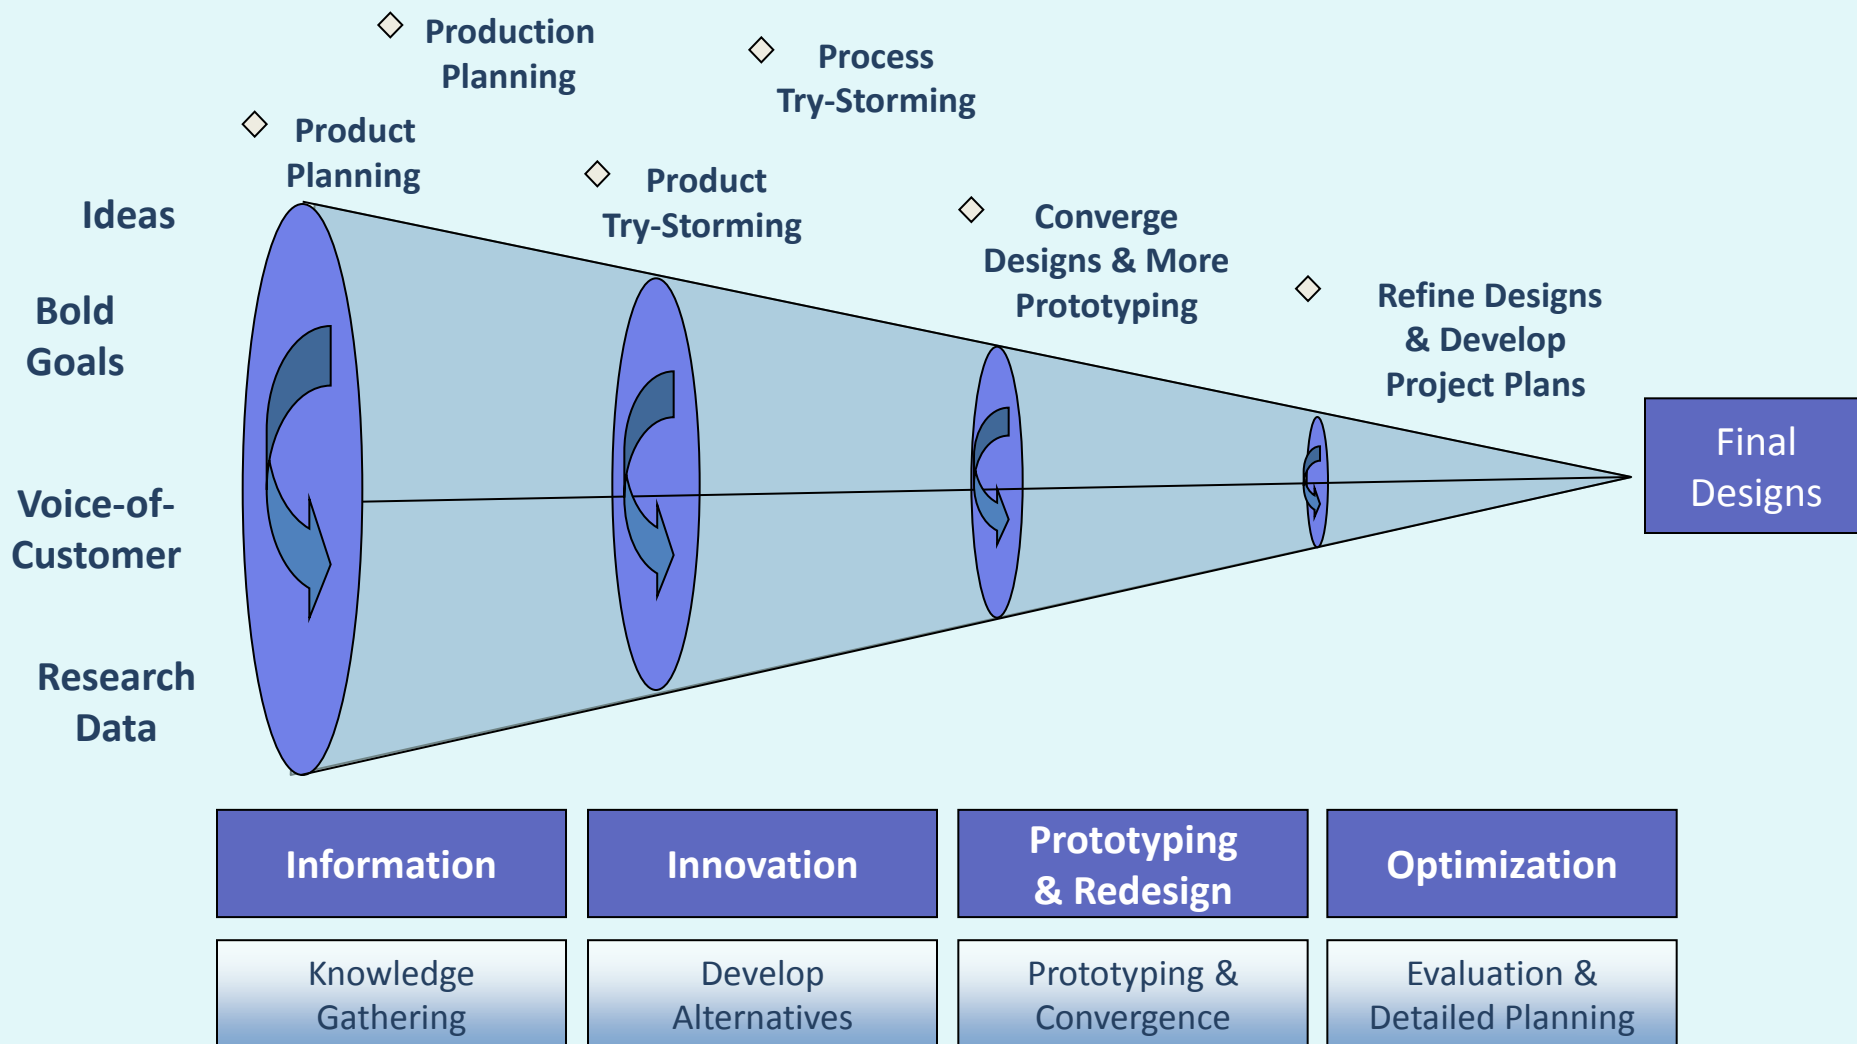 Production
Planning
Process
Try-Storming
Product
Planning
Product
Try-Storming
Ideas
Converge
Designs & More
Prototyping
Bold
Goals
Refine Designs
& Develop
Project Plans
Final
Designs
Voice-of-
Customer
Research
Data
Information
Innovation
Prototyping
& Redesign
Optimization
Knowledge
Gathering
Develop
Alternatives
Prototyping &
Convergence
Evaluation &
Detailed Planning